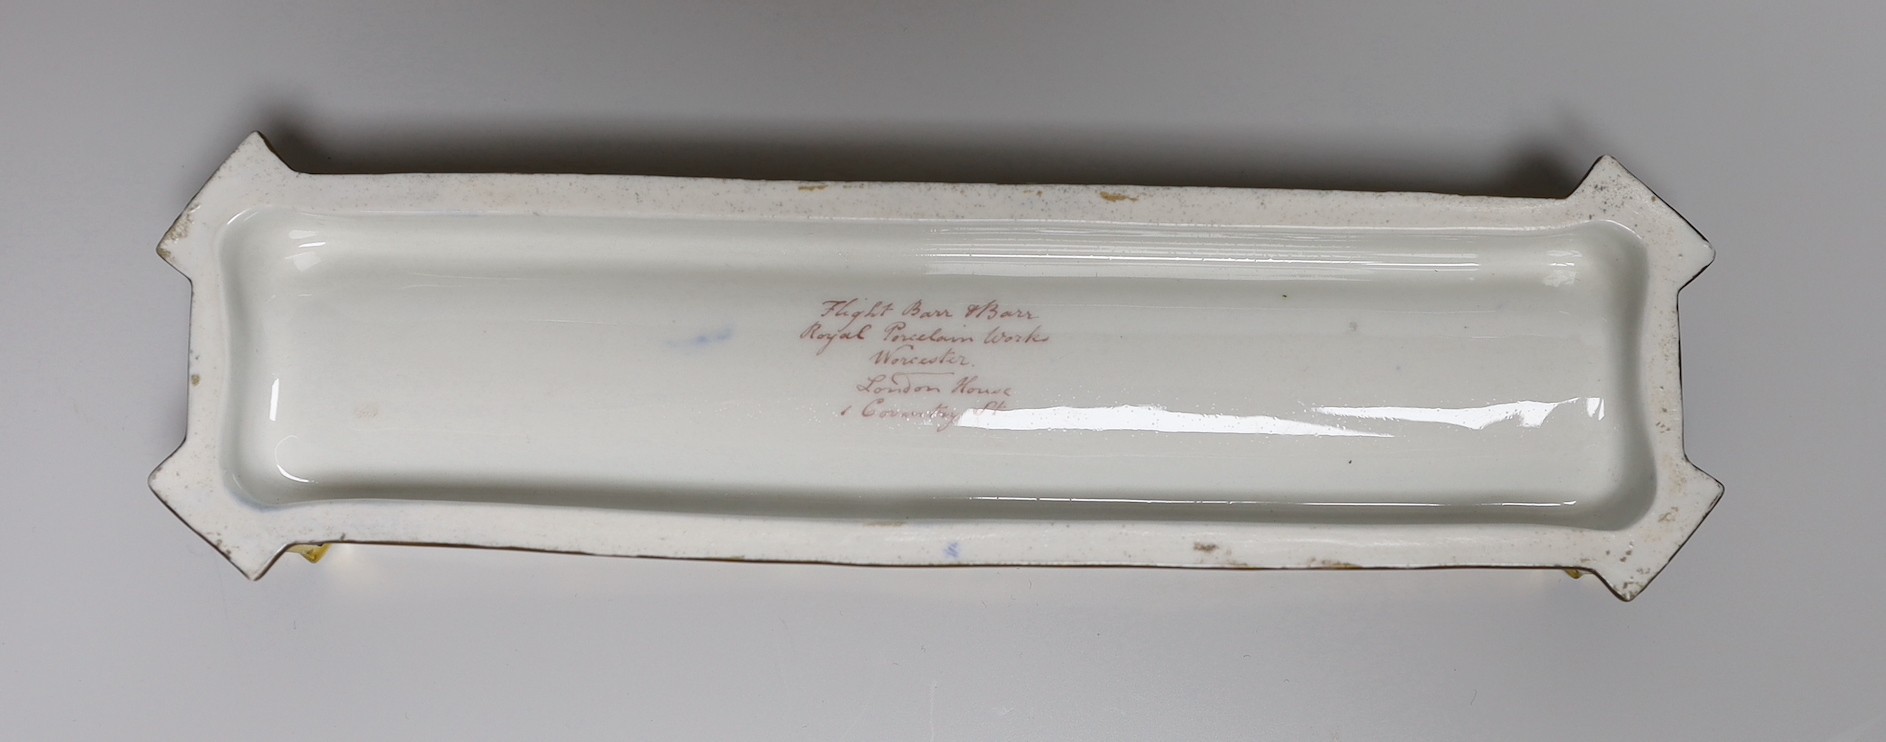 Flight Barr & Barr
Royal Porcelain Works
Worcester.
London House
1 Coventry St